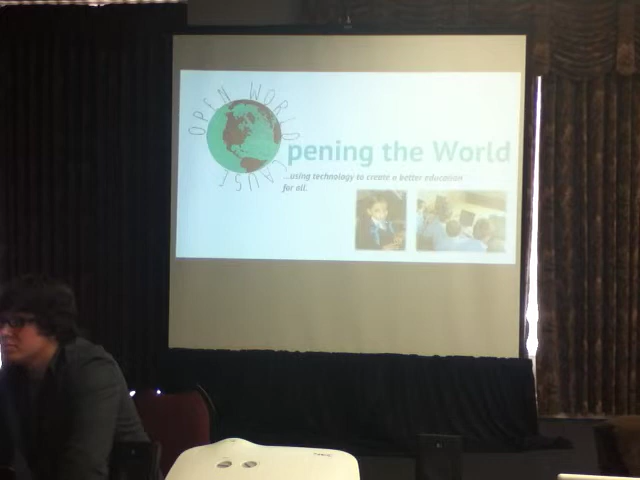 OPEN WORLD
CAUSE
pening the World
...using technology to create a better education
for all.